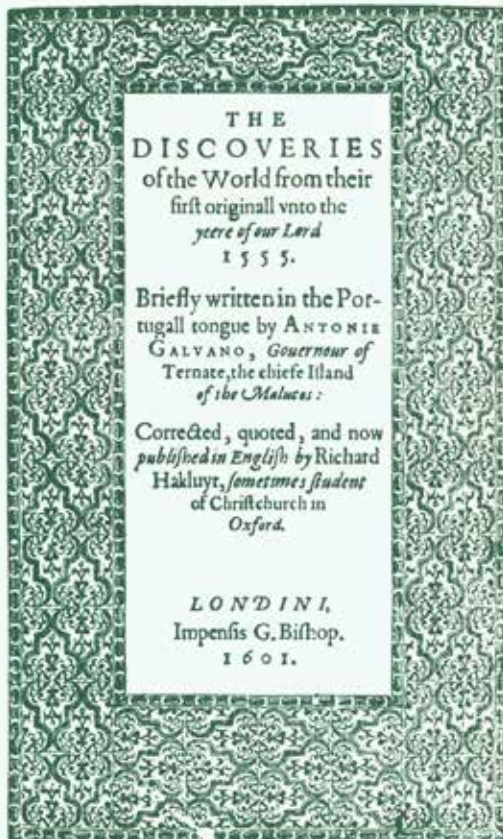 THE
DISCOVERIES
of the World from their
firſt originall vnto the
yeere of our Lord
1555.
Briefly written in the Por-
tugall tongue by ANTONIE
GALVANO, Gouernour of
Ternate, the chiefe Iſland
of the Malucos:
Corrected, quoted, and now
publiſhed in Engliſh by Richard
Hakluyt, ſometimes ſtudent
of Chriſtchurch in
Oxford.
LONDINI,
Impenſis G. Biſhop.
1601.